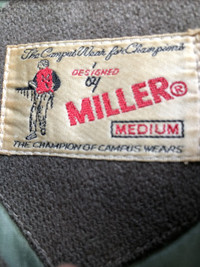 The Campus Wear for Champions
DESIGNED
by
MILLER®
MEDIUM
THE CHAMPION OF CAMPUS WEARS